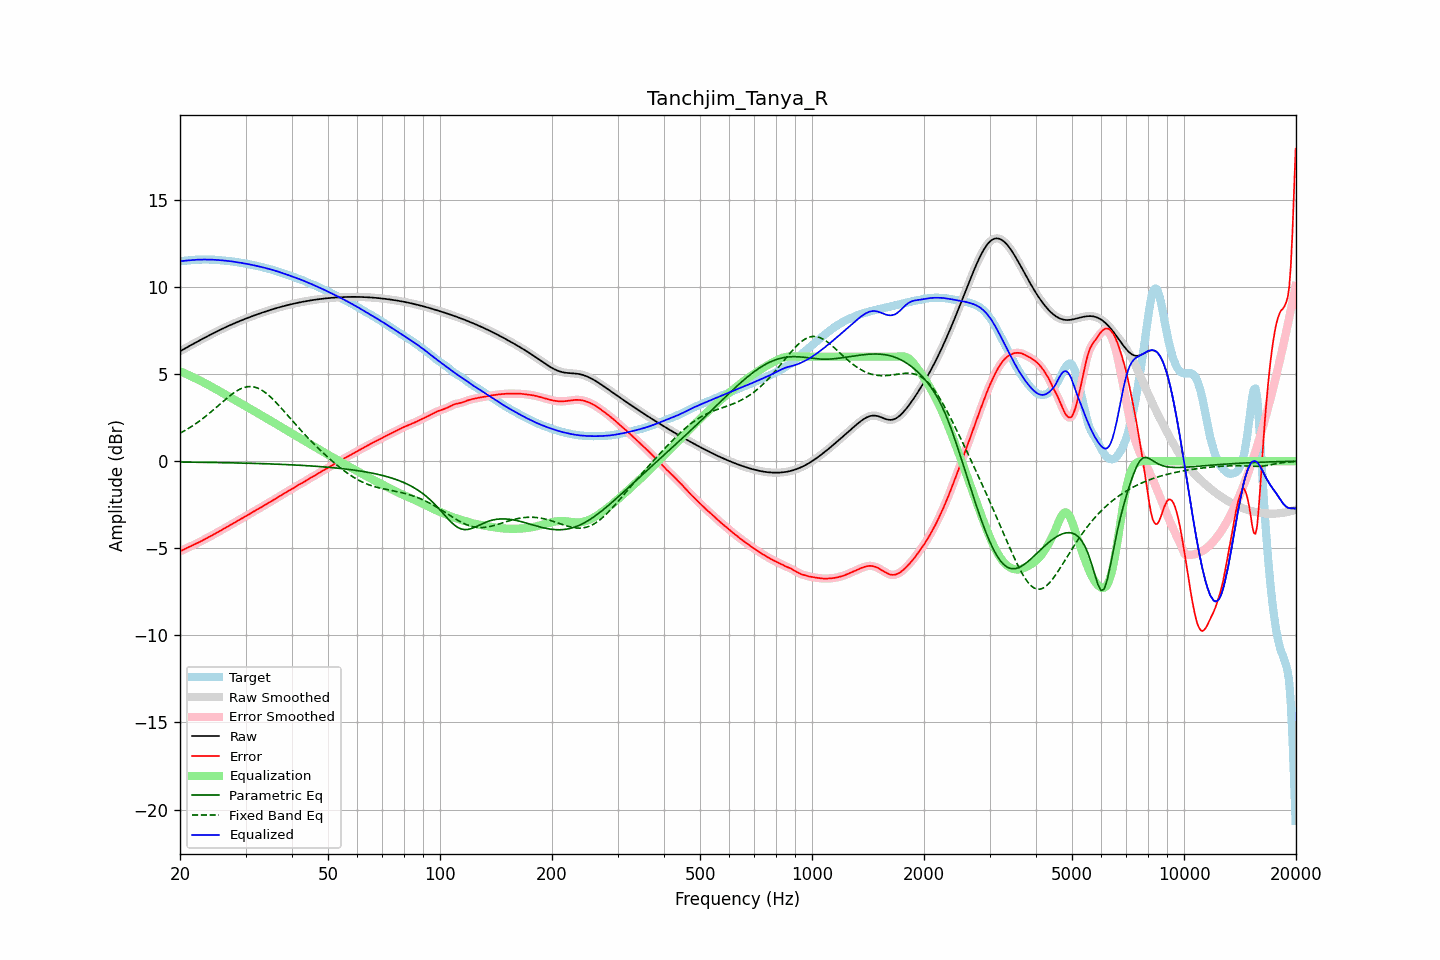 Tanchjim_Tanya_R
Amplitude (dBr)
15
10
5
0
−5
−10
−15
−20
Target
Raw Smoothed
Error Smoothed
Raw
Error
Equalization
Parametric Eq
Fixed Band Eq
Equalized
20
50
100
200
500
1000
2000
5000
10000
20000
Frequency (Hz)